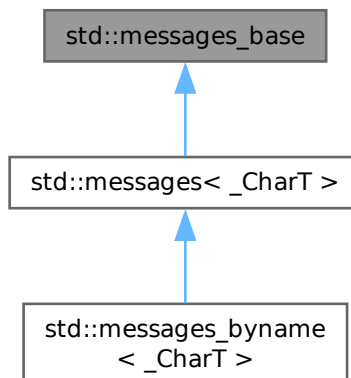 std::messages_base
std::messages< _CharT >
std::messages_byname
< _CharT >